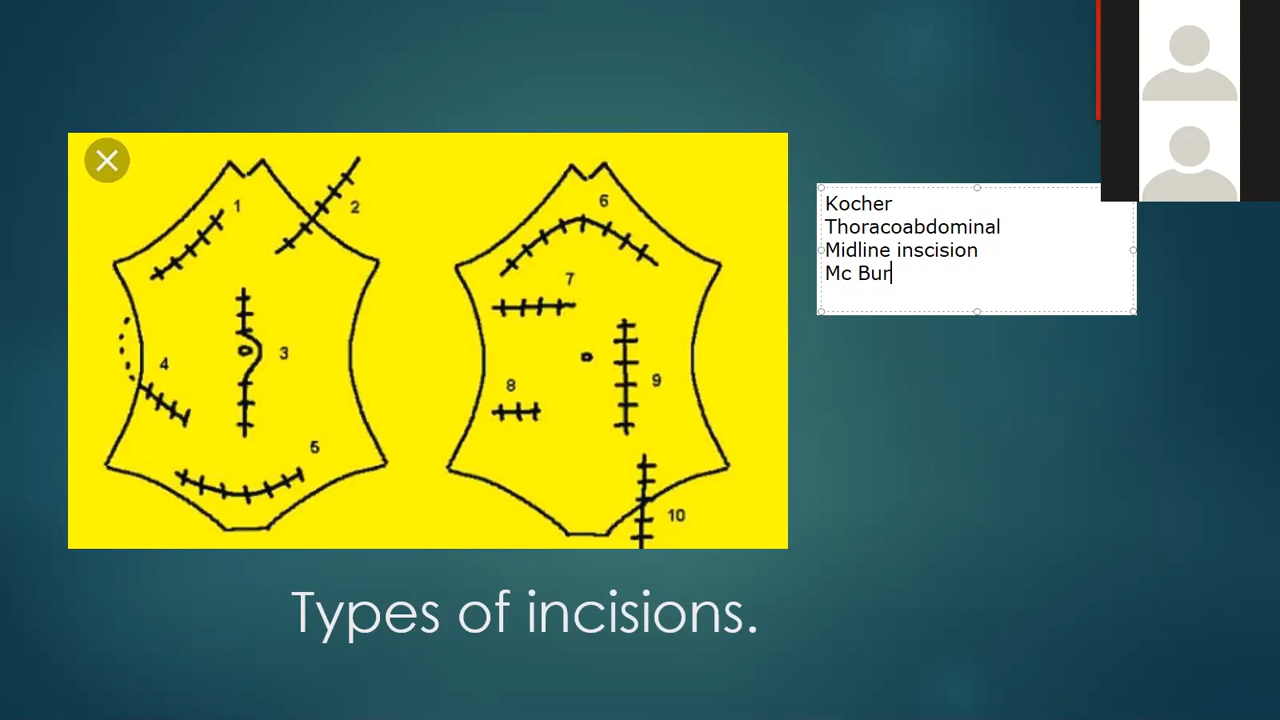 1
2
3
4
5
6
7
8
9
10
Kocher
Thoracoabdominal
Midline inscision
Mc Bur
Types of incisions.